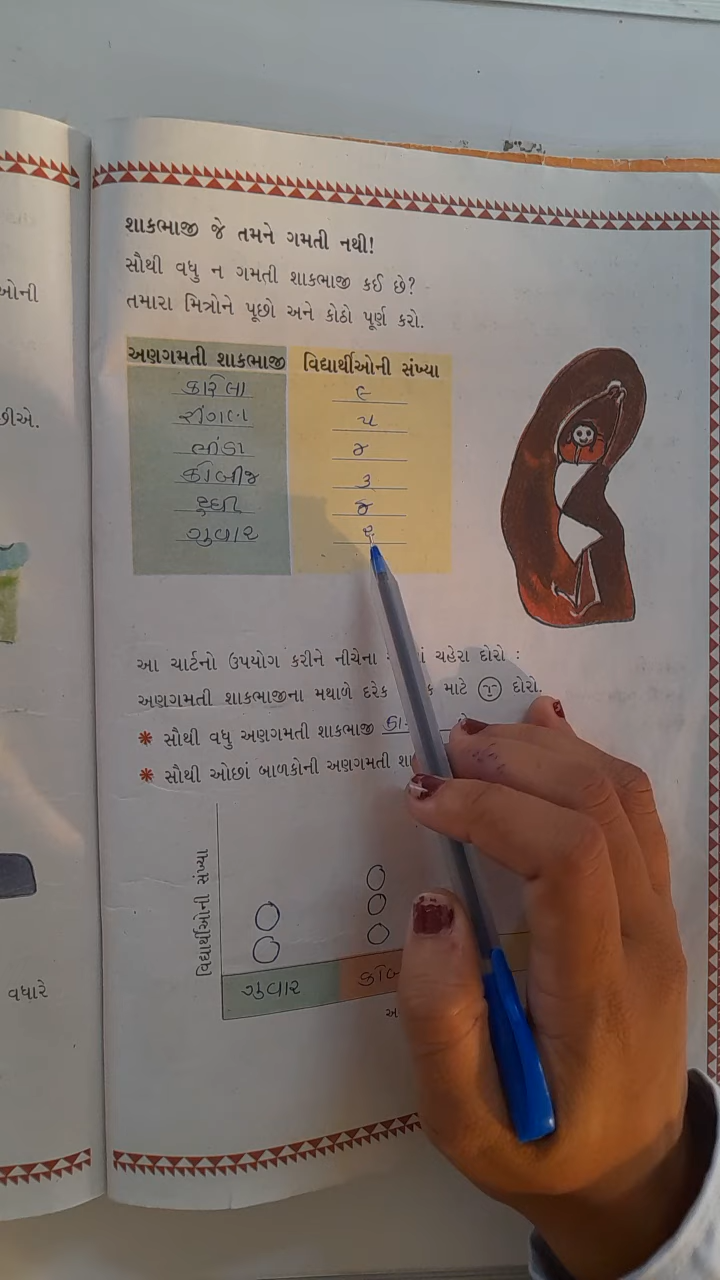 ઓની
છીએ.
વધારે
શાકભાજી જે તમને ગમતી નથી!
સૌથી વધુ ન ગમતી શાકભાજી કઈ છે?
તમારા મિત્રોને પૂછો અને કોઠો પૂર્ણ કરો.
અણગમતી શાકભાજી વિદ્યાર્થીઓની સંખ્યા
કારેલા ૯
રીંગણા ૫
ભીંડા ૪
કોબીજ ૩
દૂધી ૪
ગુવાર ૨
આ ચાર્ટનો ઉપયોગ કરીને નીચેના ચહેરા દોરો :
અણગમતી શાકભાજીના મથાળે દરેક માટે દોરો.
* સૌથી વધુ અણગમતી શાકભાજી
* સૌથી ઓછાં બાળકોની અણગમતી શા
વિદ્યાર્થીઓની સંખ્યા
ગુવાર કોબ
અ